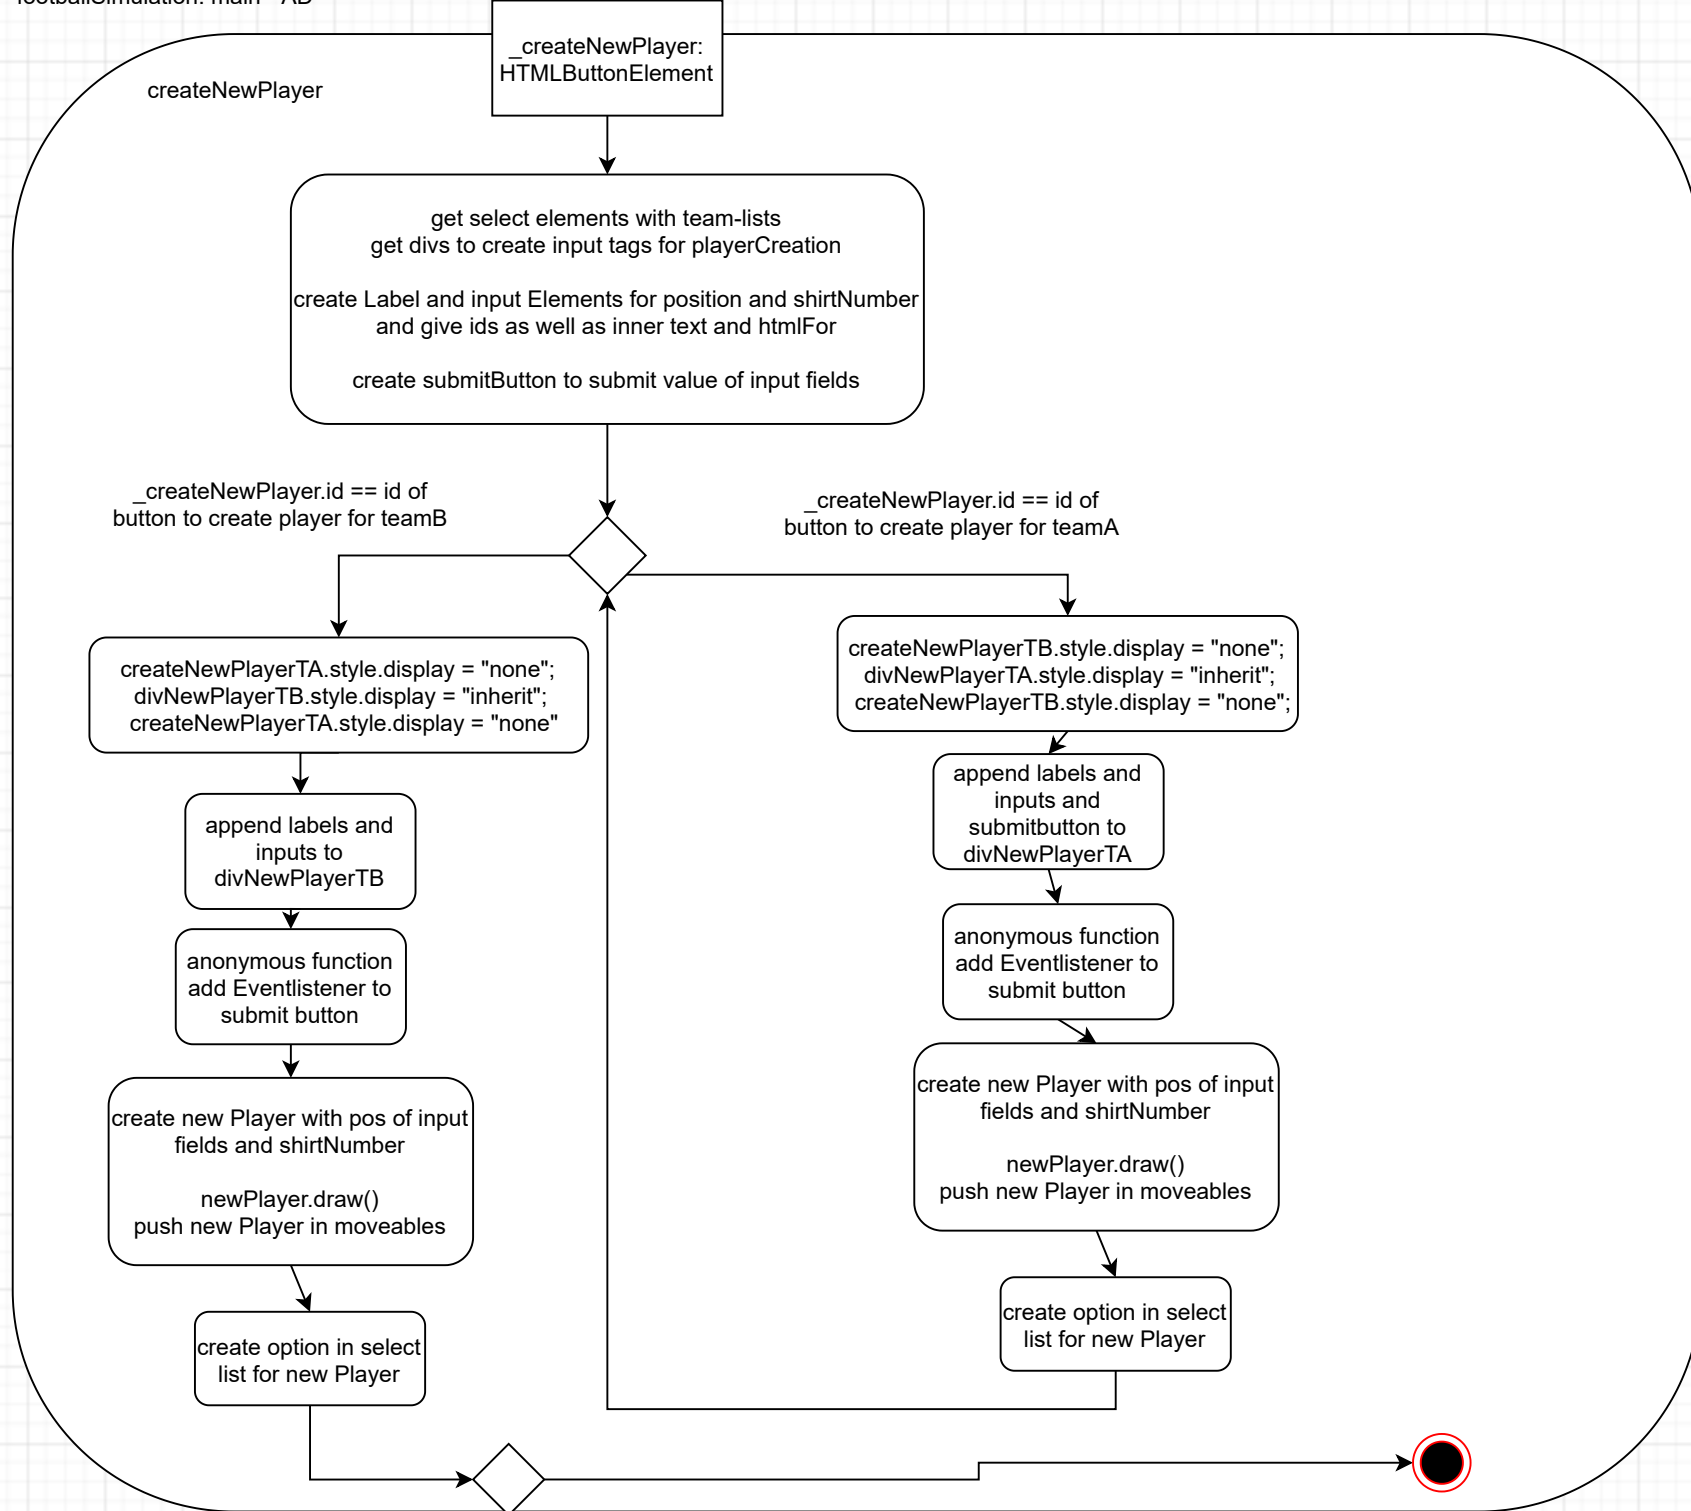 createNewPlayer
_createNewPlayer:
HTMLButtonElement
get select elements with team-lists
get divs to create input tags for playerCreation
create Label and input Elements for position and shirtNumber
and give ids as well as inner text and htmlFor
create submitButton to submit value of input fields
_createNewPlayer.id == id of
button to create player for teamB
_createNewPlayer.id == id of
button to create player for teamA
createNewPlayerTA.style.display = "none";
divNewPlayerTB.style.display = "inherit";
createNewPlayerTA.style.display = "none"
append labels and
inputs to
divNewPlayerTB
anonymous function
add Eventlistener to
submit button
create new Player with pos of input
fields and shirtNumber
newPlayer.draw()
push new Player in moveables
create option in select
list for new Player
createNewPlayerTB.style.display = "none";
divNewPlayerTA.style.display = "inherit";
createNewPlayerTB.style.display = "none";
append labels and
inputs and
submitbutton to
divNewPlayerTA
anonymous function
add Eventlistener to
submit button
create new Player with pos of input
fields and shirtNumber
newPlayer.draw()
push new Player in moveables
create option in select
list for new Player